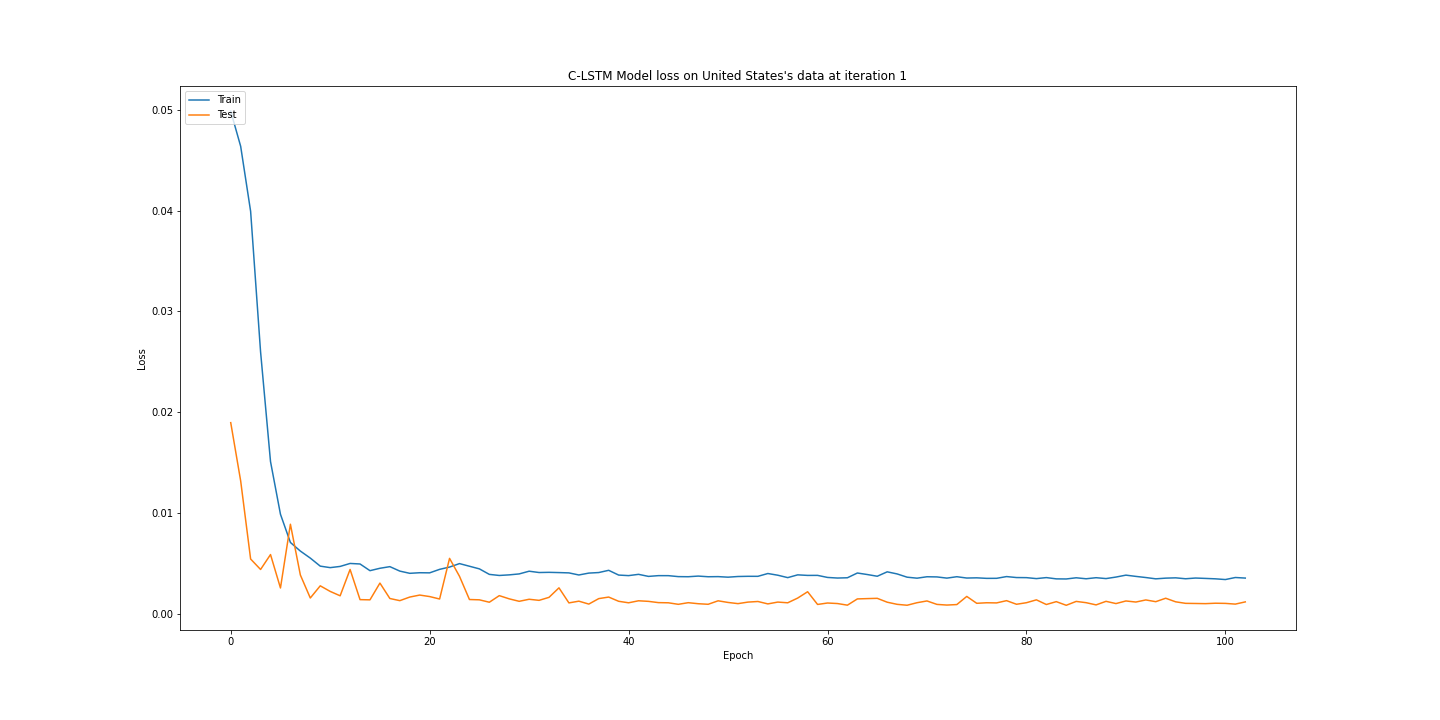 C-LSTM Model loss on United States's data at iteration 1
Train
Test
0.05
0.04
0.03
0.02
0.01
0.00
Loss
0 20 40 60 80 100
Epoch